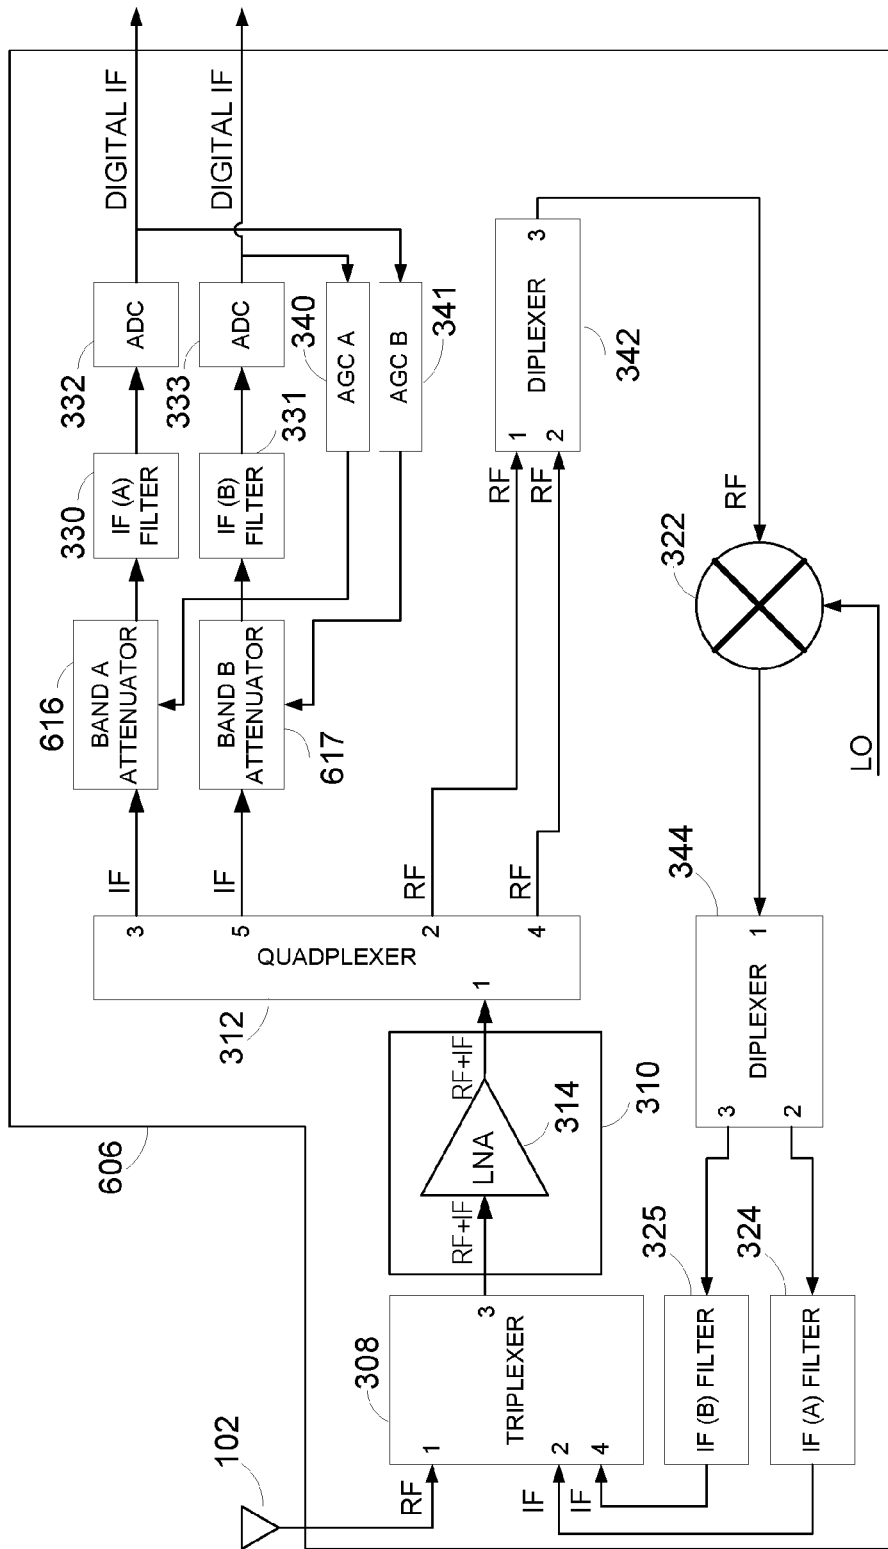 DIGITAL IF
DIGITAL IF
332
ADC
333
ADC
340
AGC A
341
AGC B
330
IF (A)
FILTER
331
IF (B)
FILTER
616
BAND A
ATTENUATOR
617
BAND B
ATTENUATOR
IF
IF
RF
RF
3
5
2
4
QUADPLEXER
1
312
RF
RF
1
2
DIPLEXER
3
342
RF
322
LO
344
1
DIPLEXER
3
2
606
RF+IF
LNA
314
RF+IF
310
308
3
TRIPLEXER
1
2
4
325
IF (B) FILTER
324
IF (A) FILTER
102
RF
IF
IF